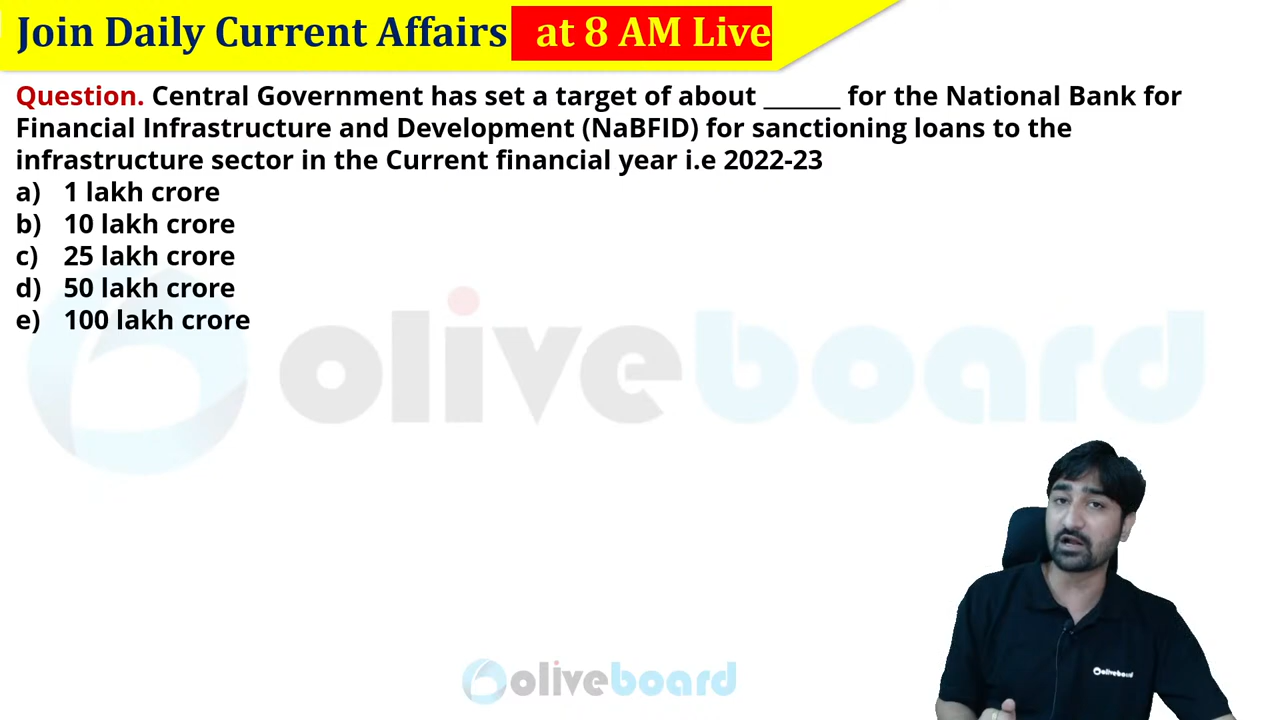 Join Daily Current Affairs at 8 AM Live
Question. Central Government has set a target of about ______ for the National Bank for
Financial Infrastructure and Development (NaBFID) for sanctioning loans to the
infrastructure sector in the Current financial year i.e 2022-23
a) 1 lakh crore
b) 10 lakh crore
c) 25 lakh crore
d) 50 lakh crore
e) 100 lakh crore
oliveboard
Oliveboard
oliveboard